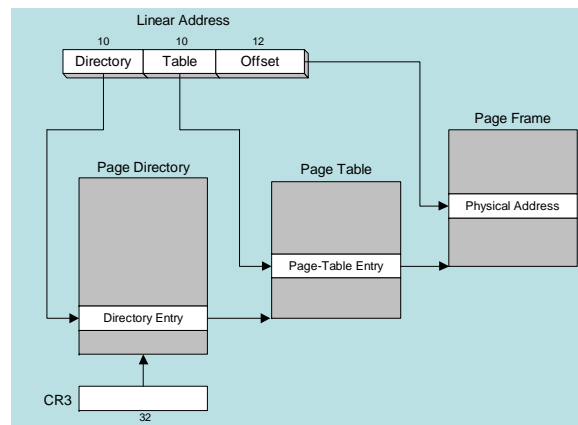 Linear Address
10 10 12
Directory Table Offset
Page Frame
Page Directory
Page Table
Physical Address
Page-Table Entry
Directory Entry
CR3
32